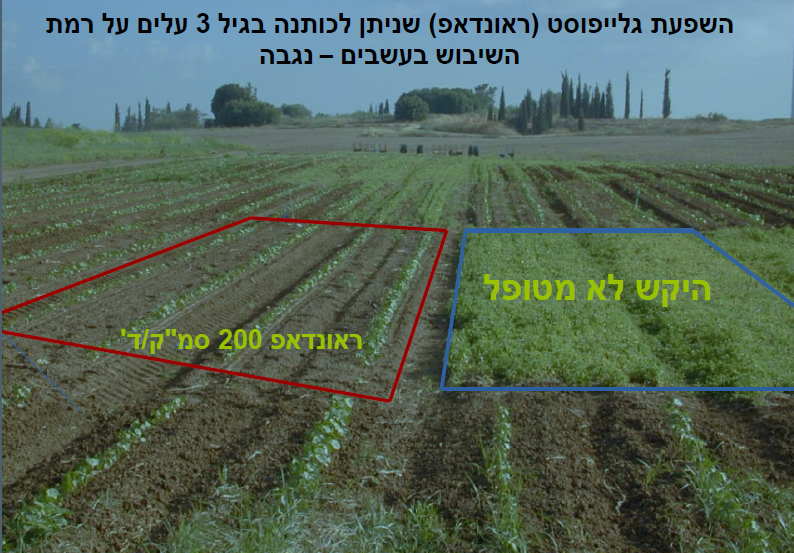 השפעת גלייפוסט (ראונדאפ) שניתן לכותנה בגיל 3 עלים על רמת
השיבוש בעשבים – נגבה
היקש לא מטופל
ראונדאפ 200 סמ"ק/ד'